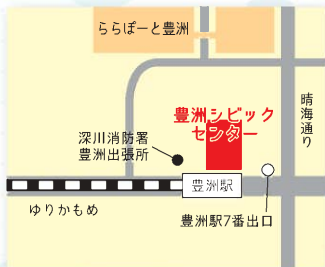 ららぽーと豊洲
豊洲シビック
センター
晴海通り
深川消防署
豊洲出張所
豊洲駅
ゆりかもめ
豊洲駅7番出口